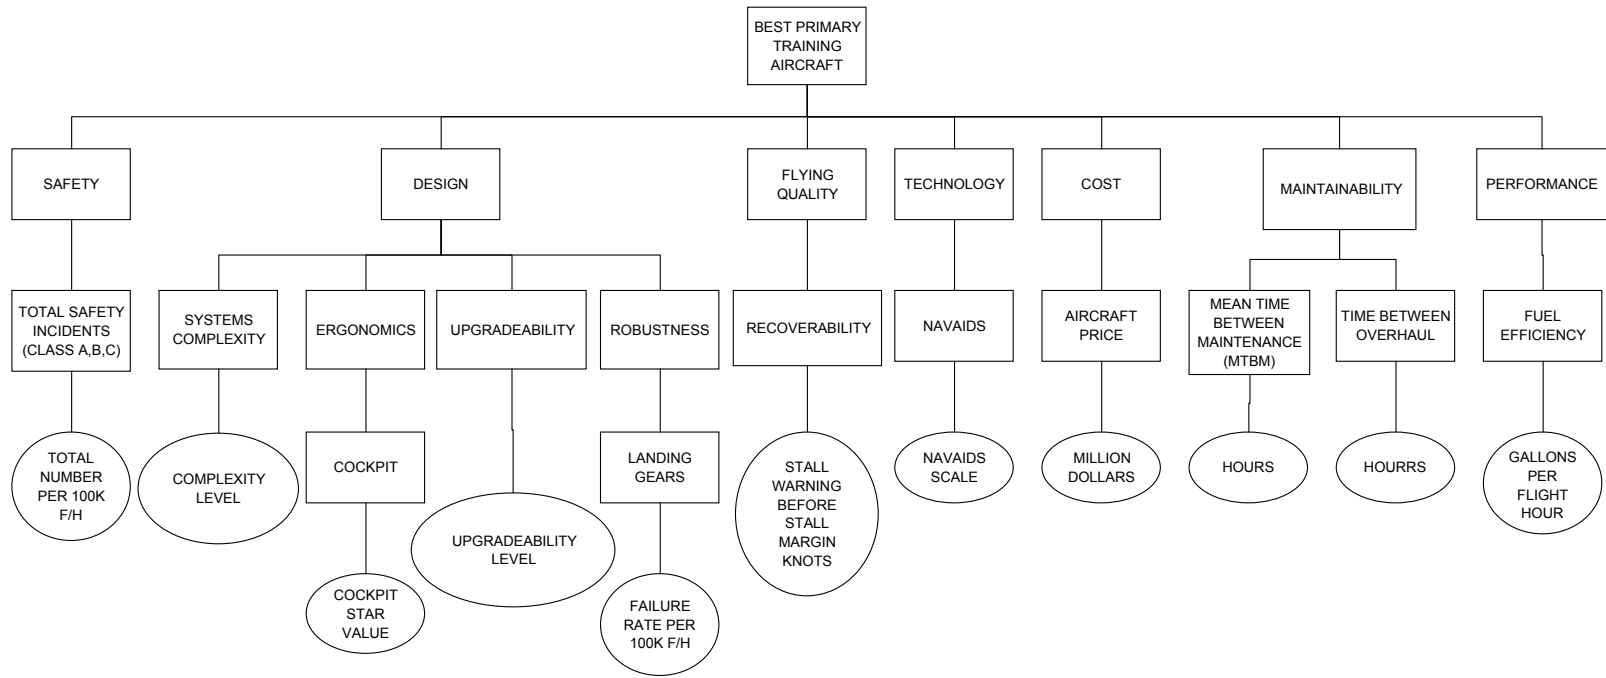 BEST PRIMARY
TRAINING
AIRCRAFT
SAFETY
DESIGN
FLYING
QUALITY
TECHNOLOGY
COST
MAINTAINABILITY
PERFORMANCE
TOTAL SAFETY
INCIDENTS
(CLASS A,B,C)
SYSTEMS
COMPLEXITY
ERGONOMICS
UPGRADEABILITY
ROBUSTNESS
RECOVERABILITY
NAVAIDS
AIRCRAFT
PRICE
MEAN TIME
BETWEEN
MAINTENANCE
(MTBM)
TIME BETWEEN
OVERHAUL
FUEL
EFFICIENCY
TOTAL
NUMBER
PER 100K
F/H
COMPLEXITY
LEVEL
COCKPIT
UPGRADEABILITY
LEVEL
LANDING
GEARS
STALL
WARNING
BEFORE
STALL
MARGIN
KNOTS
NAVAIDS
SCALE
MILLION
DOLLARS
HOURS
HOURRS
GALLONS
PER
FLIGHT
HOUR
COCKPIT
STAR
VALUE
FAILURE
RATE PER
100K F/H